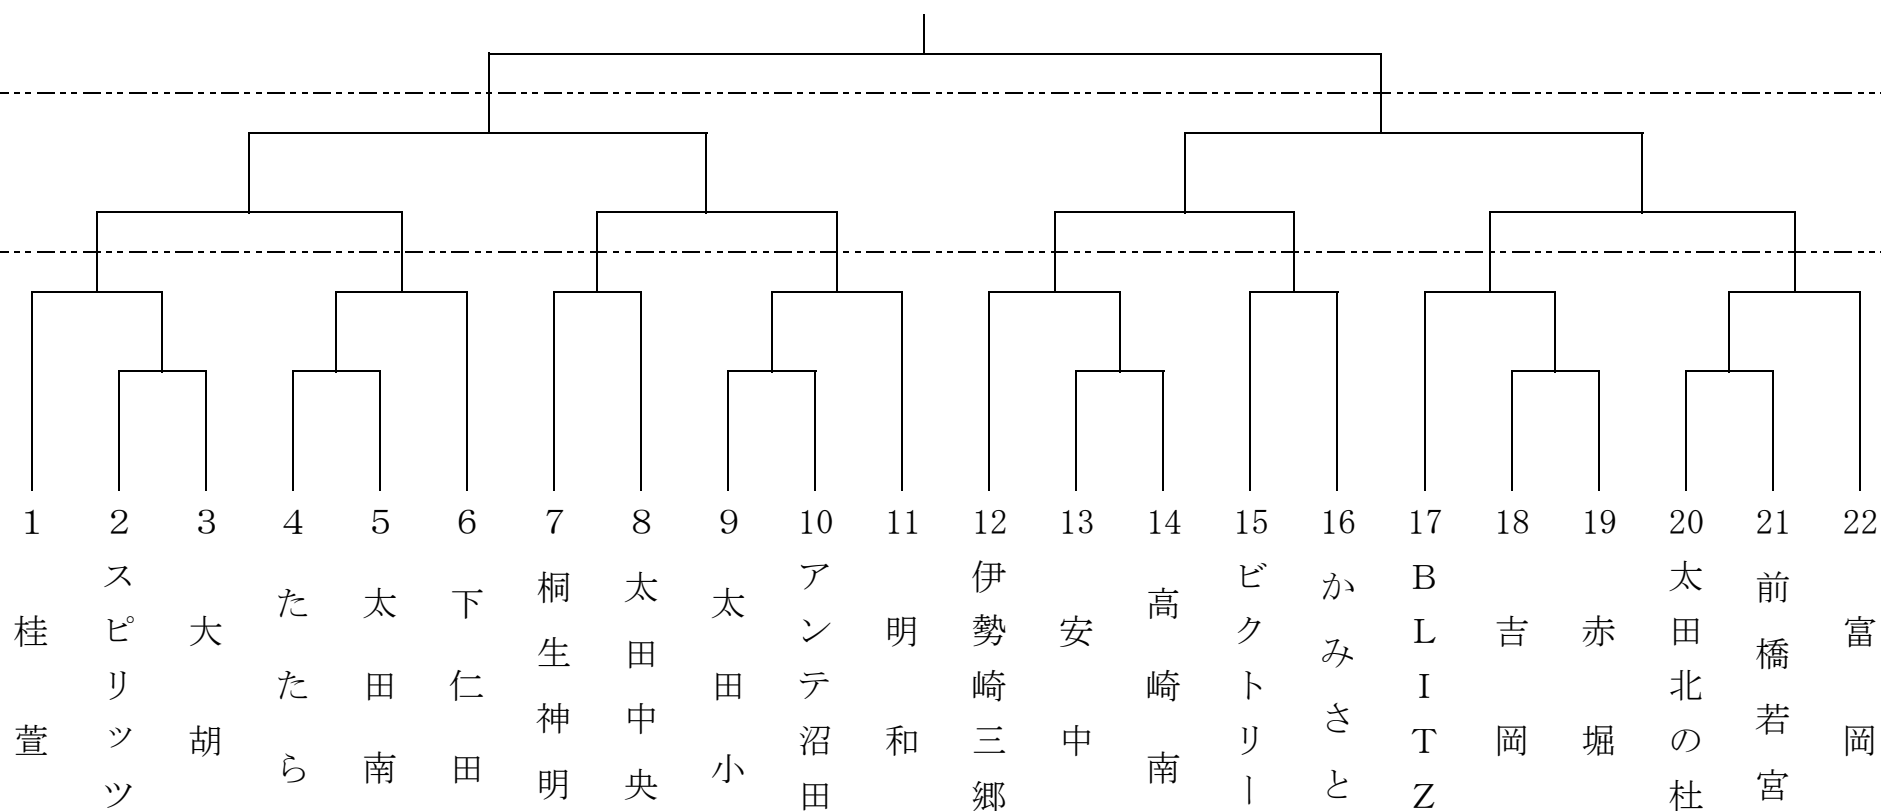 1 2 3 4 5 6 7 8 9 10 11 12 13 14 15 16 17 18 19 20 21 22
桂萱
スピリッツ
大胡
たたら
太田南
下仁田
桐生神明
太田中央
太田小
アンテ沼田
明和
伊勢崎三郷
安中
高崎南
ビクトリー
かみさと
BLITZ
吉岡
赤堀
太田北の杜
前橋若宮
富岡